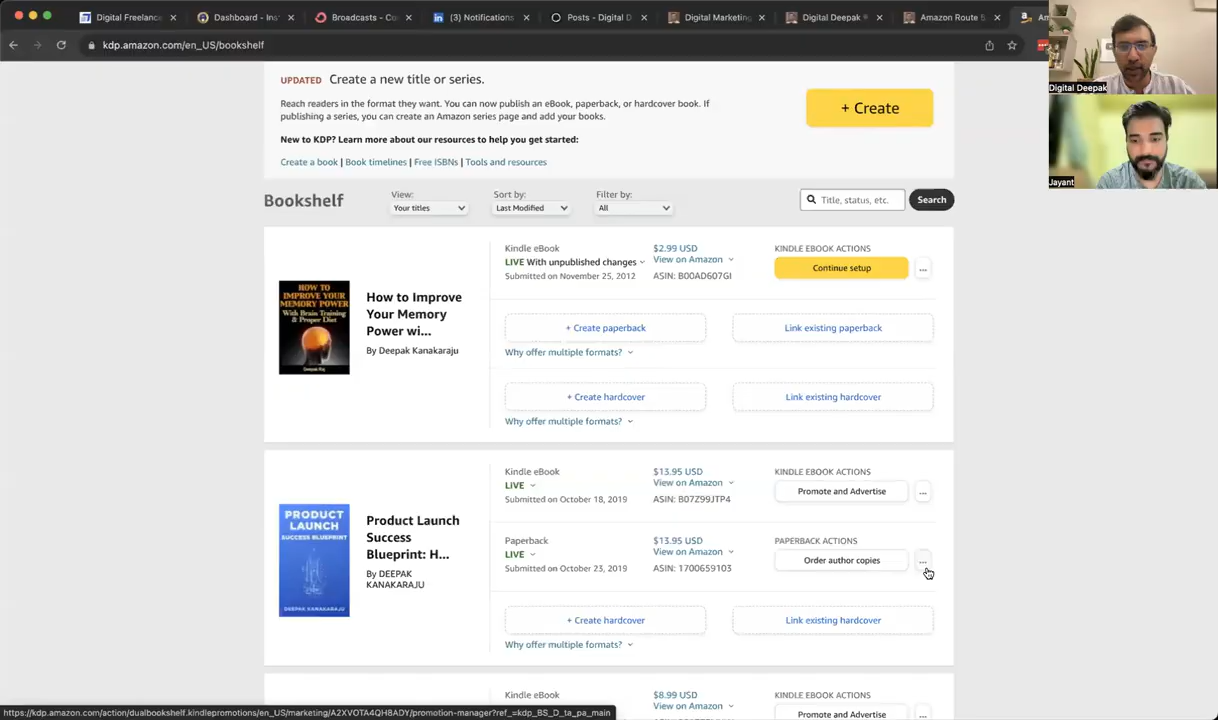 Digital Freelanc
Dashboard - Ins
Broadcasts - Co
(3) Notifications
Posts - Digital D
Digital Marketing
Digital Deepak
Amazon Route 5
kdp.amazon.com/en_US/bookshelf
Digital Deepak
Jayant
UPDATED Create a new title or series.
Reach readers in the format they want. You can now publish an eBook, paperback, or hardcover book. If
publishing a series, you can create an Amazon series page and add your books.
+ Create
New to KDP? Learn more about our resources to help you get started:
Create a book | Book timelines | Free ISBNs | Tools and resources
Bookshelf
View:
Your titles
Sort by:
Last Modified
Filter by:
All
Title, status, etc.
Search
HOW TO
IMPROVE YOUR
MEMORY POWER
With Brain Training
& Proper Diet
Deepak Raj
How to Improve
Your Memory
Power wi...
By Deepak Kanakaraju
Kindle eBook
LIVE With unpublished changes
Submitted on November 25, 2012
$2.99 USD
View on Amazon
ASIN: B00AD607GI
KINDLE EBOOK ACTIONS
Continue setup
...
+ Create paperback
Link existing paperback
Why offer multiple formats?
+ Create hardcover
Link existing hardcover
Why offer multiple formats?
PRODUCT
LAUNCH
SUCCESS BLUEPRINT
DEEPAK KANAKARAJU
Product Launch
Success
Blueprint: H...
By DEEPAK
KANAKARAJU
Kindle eBook
LIVE
Submitted on October 18, 2019
$13.95 USD
View on Amazon
ASIN: B07Z99JTP4
KINDLE EBOOK ACTIONS
Promote and Advertise
...
Paperback
LIVE
Submitted on October 23, 2019
$13.95 USD
View on Amazon
ASIN: 1700659103
PAPERBACK ACTIONS
Order author copies
...
+ Create hardcover
Link existing hardcover
Why offer multiple formats?
Kindle eBook
$8.99 USD
KINDLE EBOOK ACTIONS
Promote and Advertise
...
https://kdp.amazon.com/action/dualbookshelf.kindlepromotions/en_US/marketing/A2XVOTA4QH8ADY/promotion-manager?ref_=kdp_BS_D_ta_pa_main